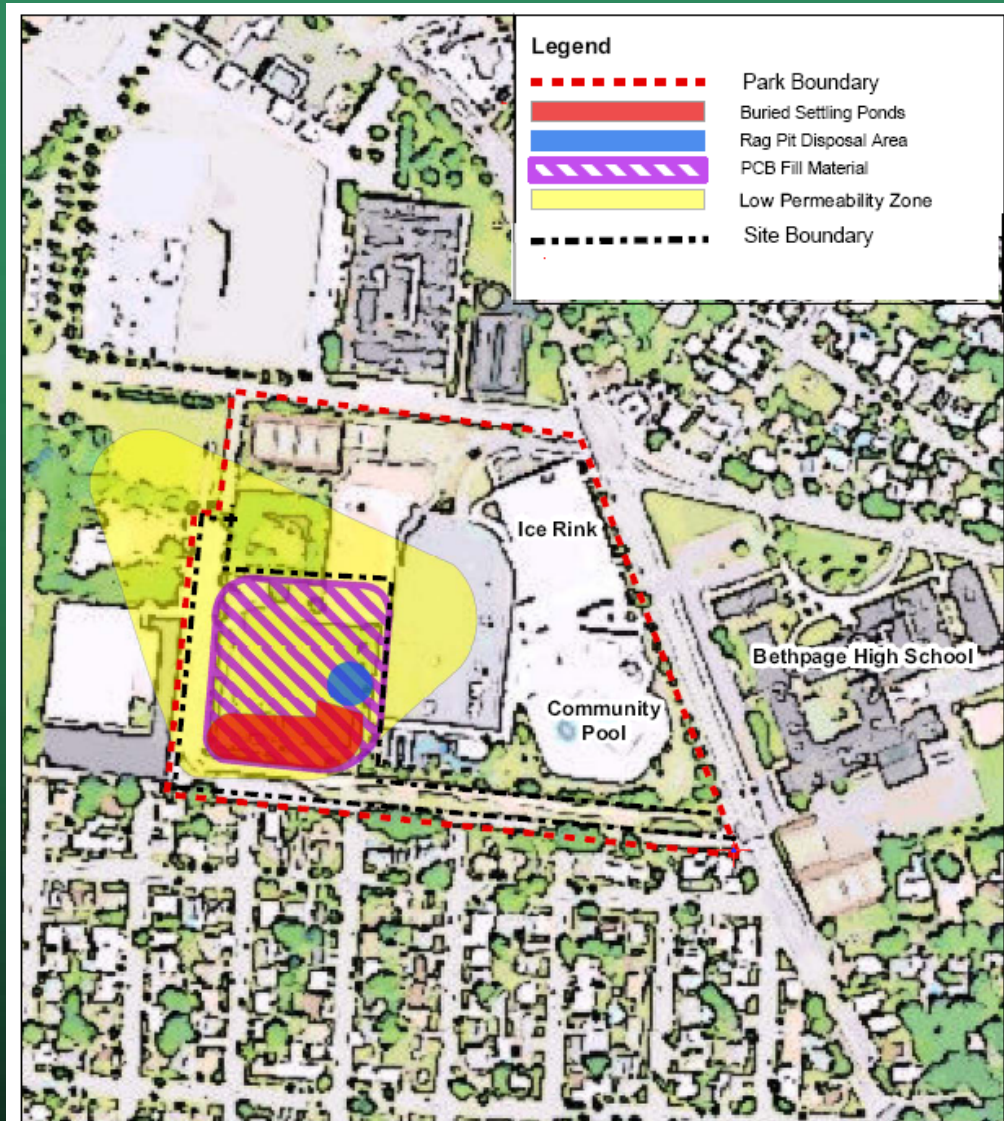 Legend
Park Boundary
Buried Settling Ponds
Rag Pit Disposal Area
PCB Fill Material
Low Permeability Zone
Site Boundary
Ice Rink
Bethpage High School
Community
Pool